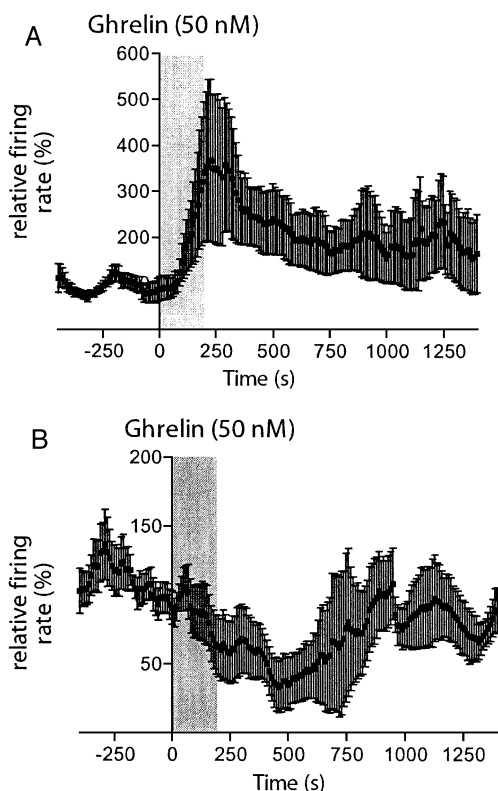 A
Ghrelin (50 nM)
relative firing
rate (%)
600
500
400
300
200
-250 0 250 500 750 1000 1250
Time (s)
B
Ghrelin (50 nM)
relative firing
rate (%)
200
150
100
50
-250 0 250 500 750 1000 1250
Time (s)